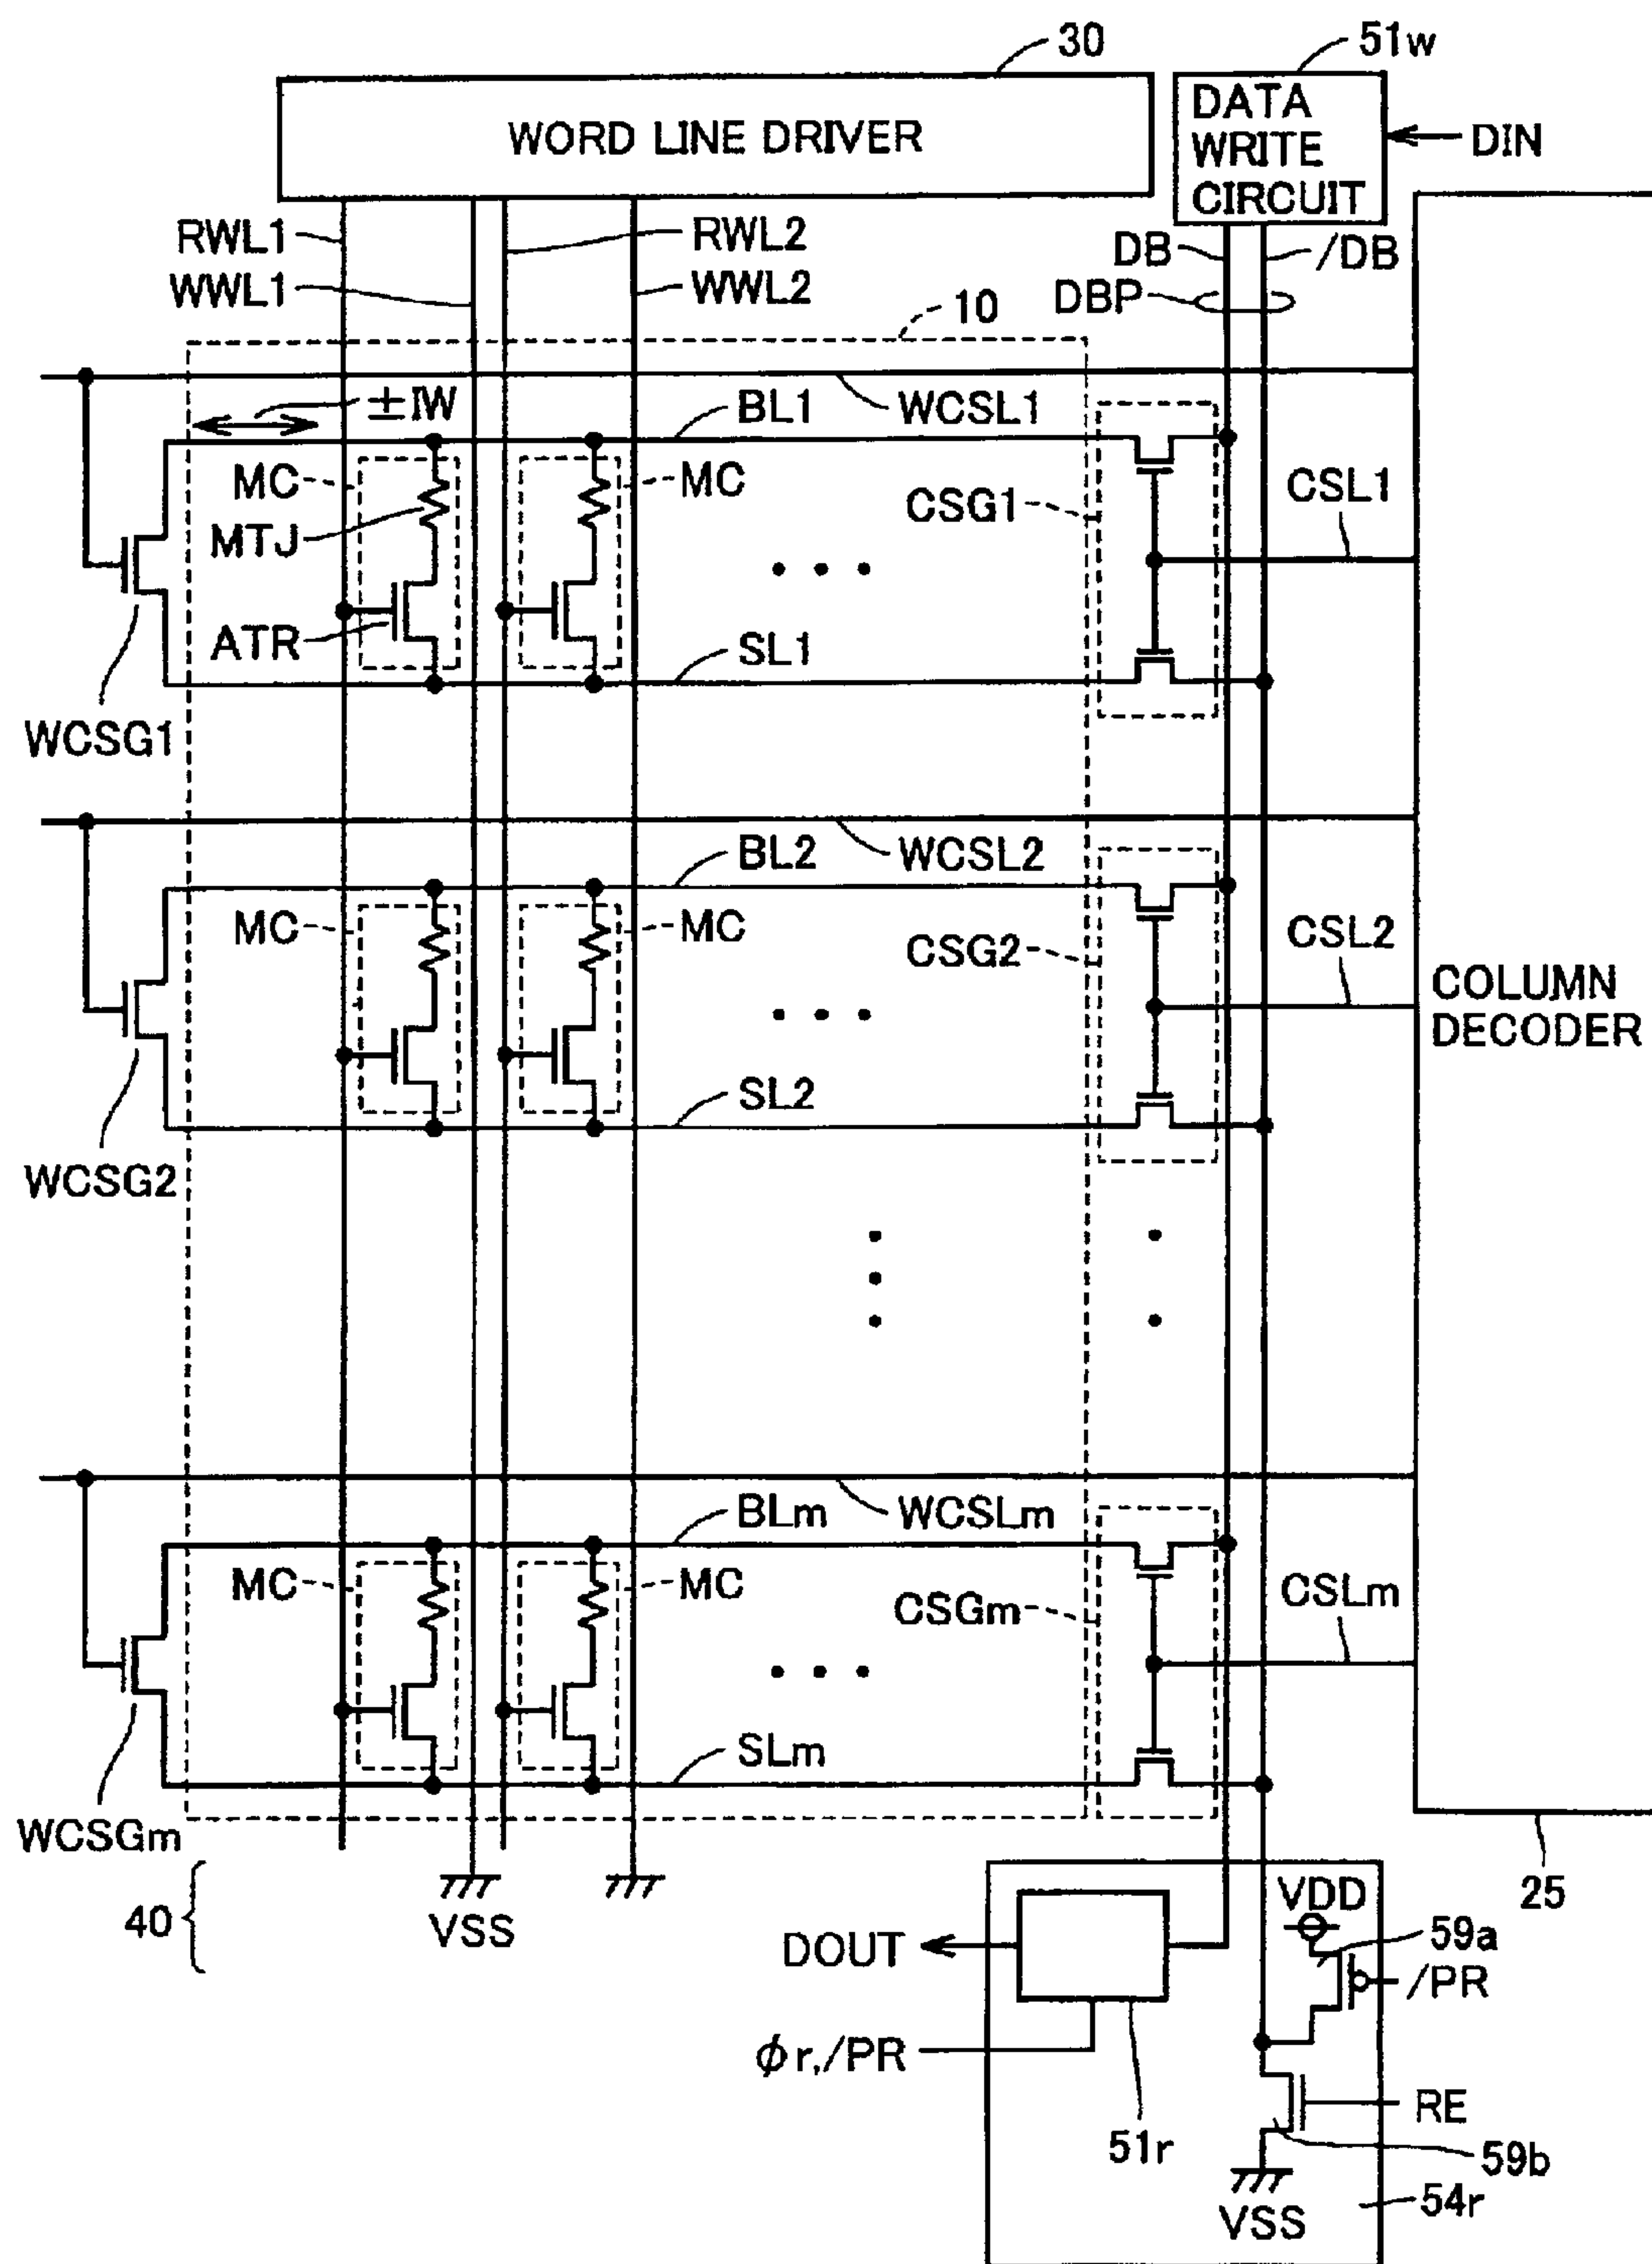 30
51w
WORD LINE DRIVER
DATA
WRITE
CIRCUIT
DIN
RWL1
WWL1
RWL2
WWL2
DB
/DB
DBP
10
±IW
BL1
WCSL1
MC
MC
MTJ
ATR
CSG1
CSL1
SL1
WCSG1
BL2
WCSL2
MC
MC
CSG2
CSL2
COLUMN
DECODER
SL2
WCSG2
BLm
WCSLm
MC
MC
CSGm
CSLm
SLm
WCSGm
40
VSS
25
VDD
59a
/PR
DOUT
ϕr,/PR
RE
51r
59b
54r
VSS